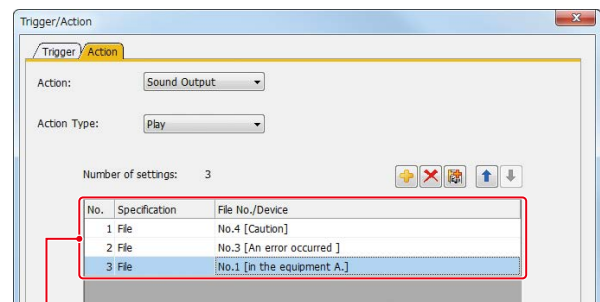 Trigger/Action
Trigger Action
Action: Sound Output
Action Type: Play
Number of settings: 3
No. Specification File No./Device
1 File No.4 [Caution]
2 File No.3 [An error occurred ]
3 File No.1 [in the equipment A.]